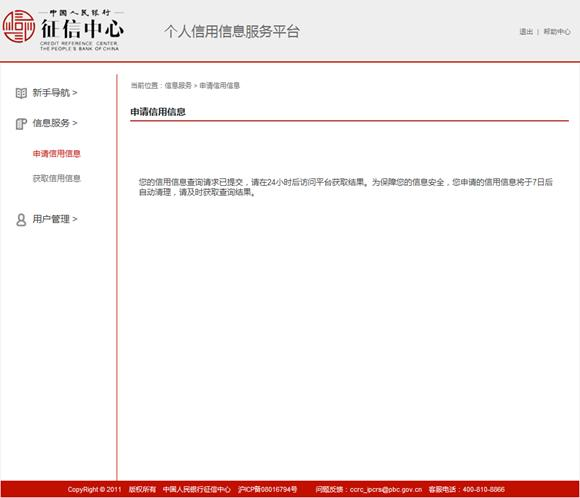 中国人民银行
征信中心
CREDIT REFERENCE CENTER,
THE PEOPLE'S BANK OF CHINA
个人信用信息服务平台
退出 | 帮助中心
新手导航 >
信息服务 >
申请信用信息
获取信用信息
用户管理 >
当前位置：信息服务 > 申请信用信息
申请信用信息
您的信用信息查询请求已提交，请在24小时后访问平台获取结果。为保障您的信息安全，您申请的信用信息将于7日后
自动清理，请及时获取查询结果。
CopyRight © 2011 版权所有 中国人民银行征信中心 沪ICP备08016794号 问题反馈：ccrc_ipcrs@pbc.gov.cn 客服电话：400-810-8866